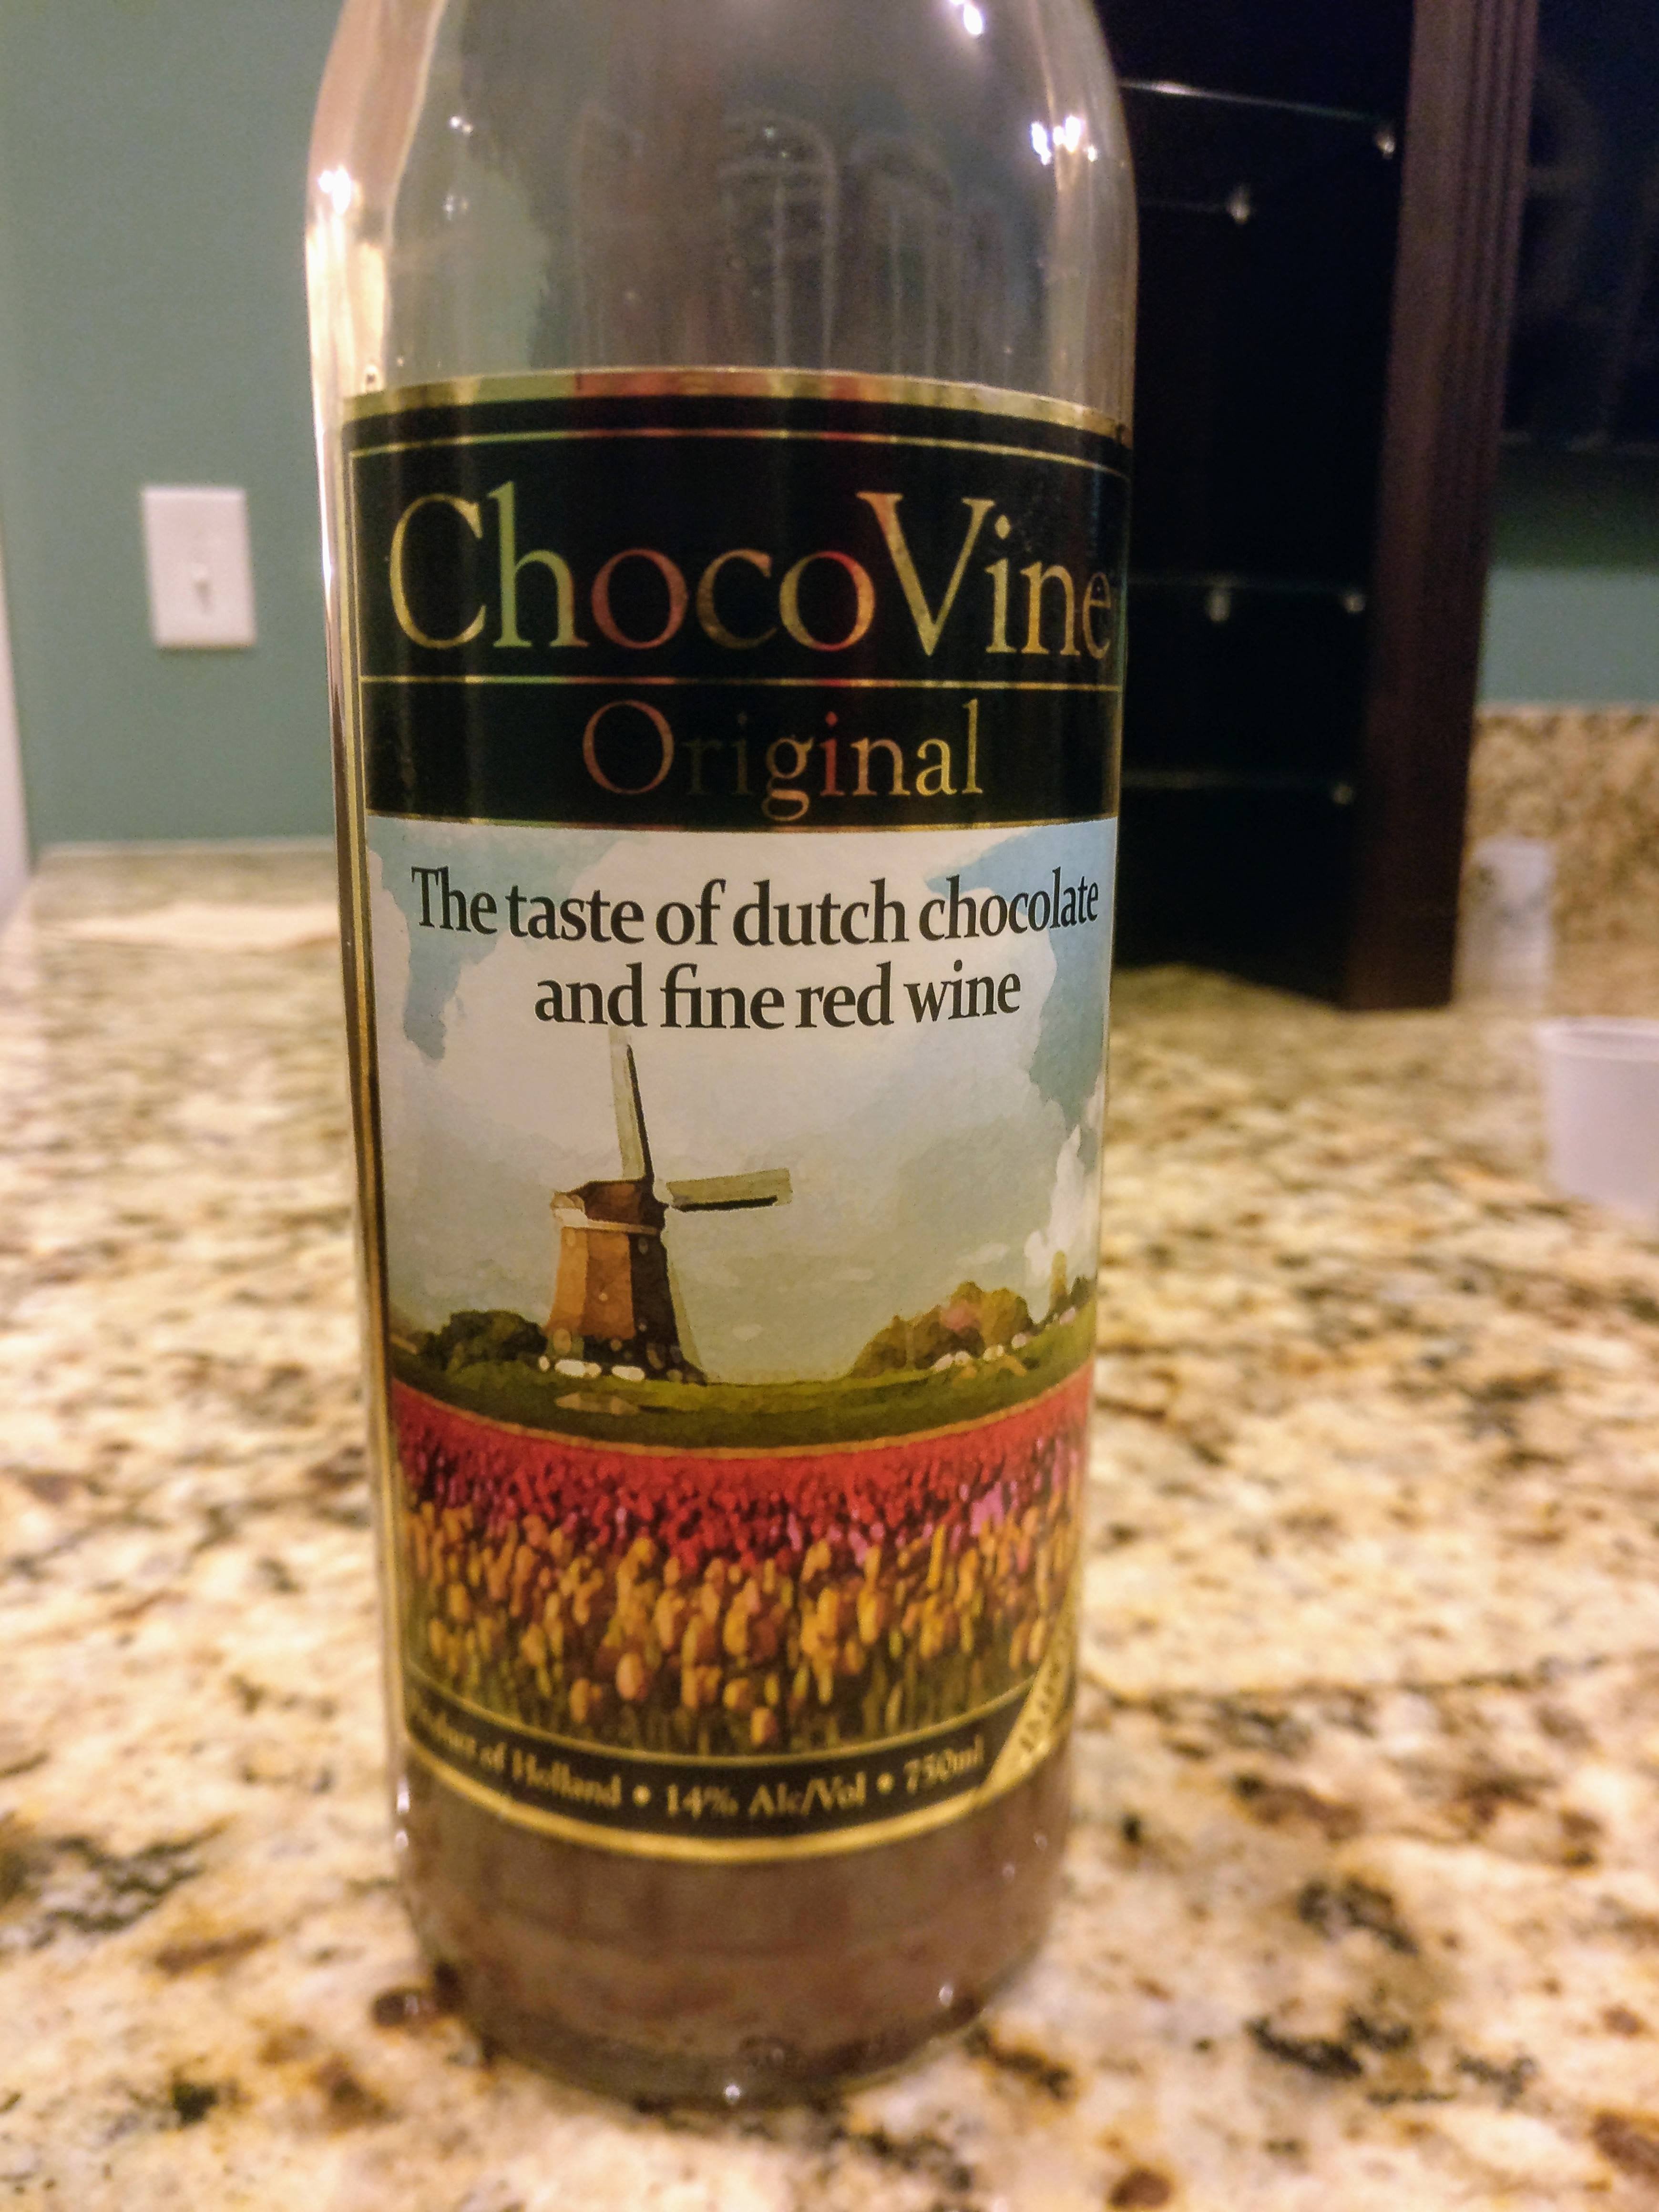 ChocoVine
Original
The taste of dutch chocolate
and fine red wine
of Holland • 14% Alc/Vol • 750ml